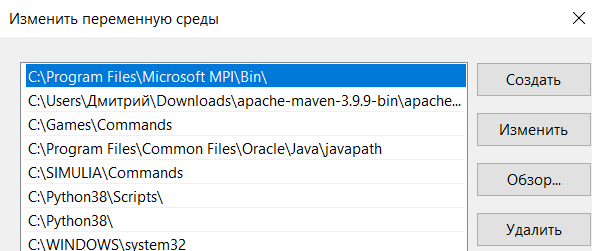 Изменить переменную среды
C:\Program Files\Microsoft MPI\Bin\
C:\Users\Дмитрий\Downloads\apache-maven-3.9.9-bin\apache...
C:\Games\Commands
C:\Program Files\Common Files\Oracle\Java\javapath
C:\SIMULIA\Commands
C:\Python38\Scripts\
C:\Python38\
C:\WINDOWS\system32
Создать
Изменить
Обзор...
Удалить